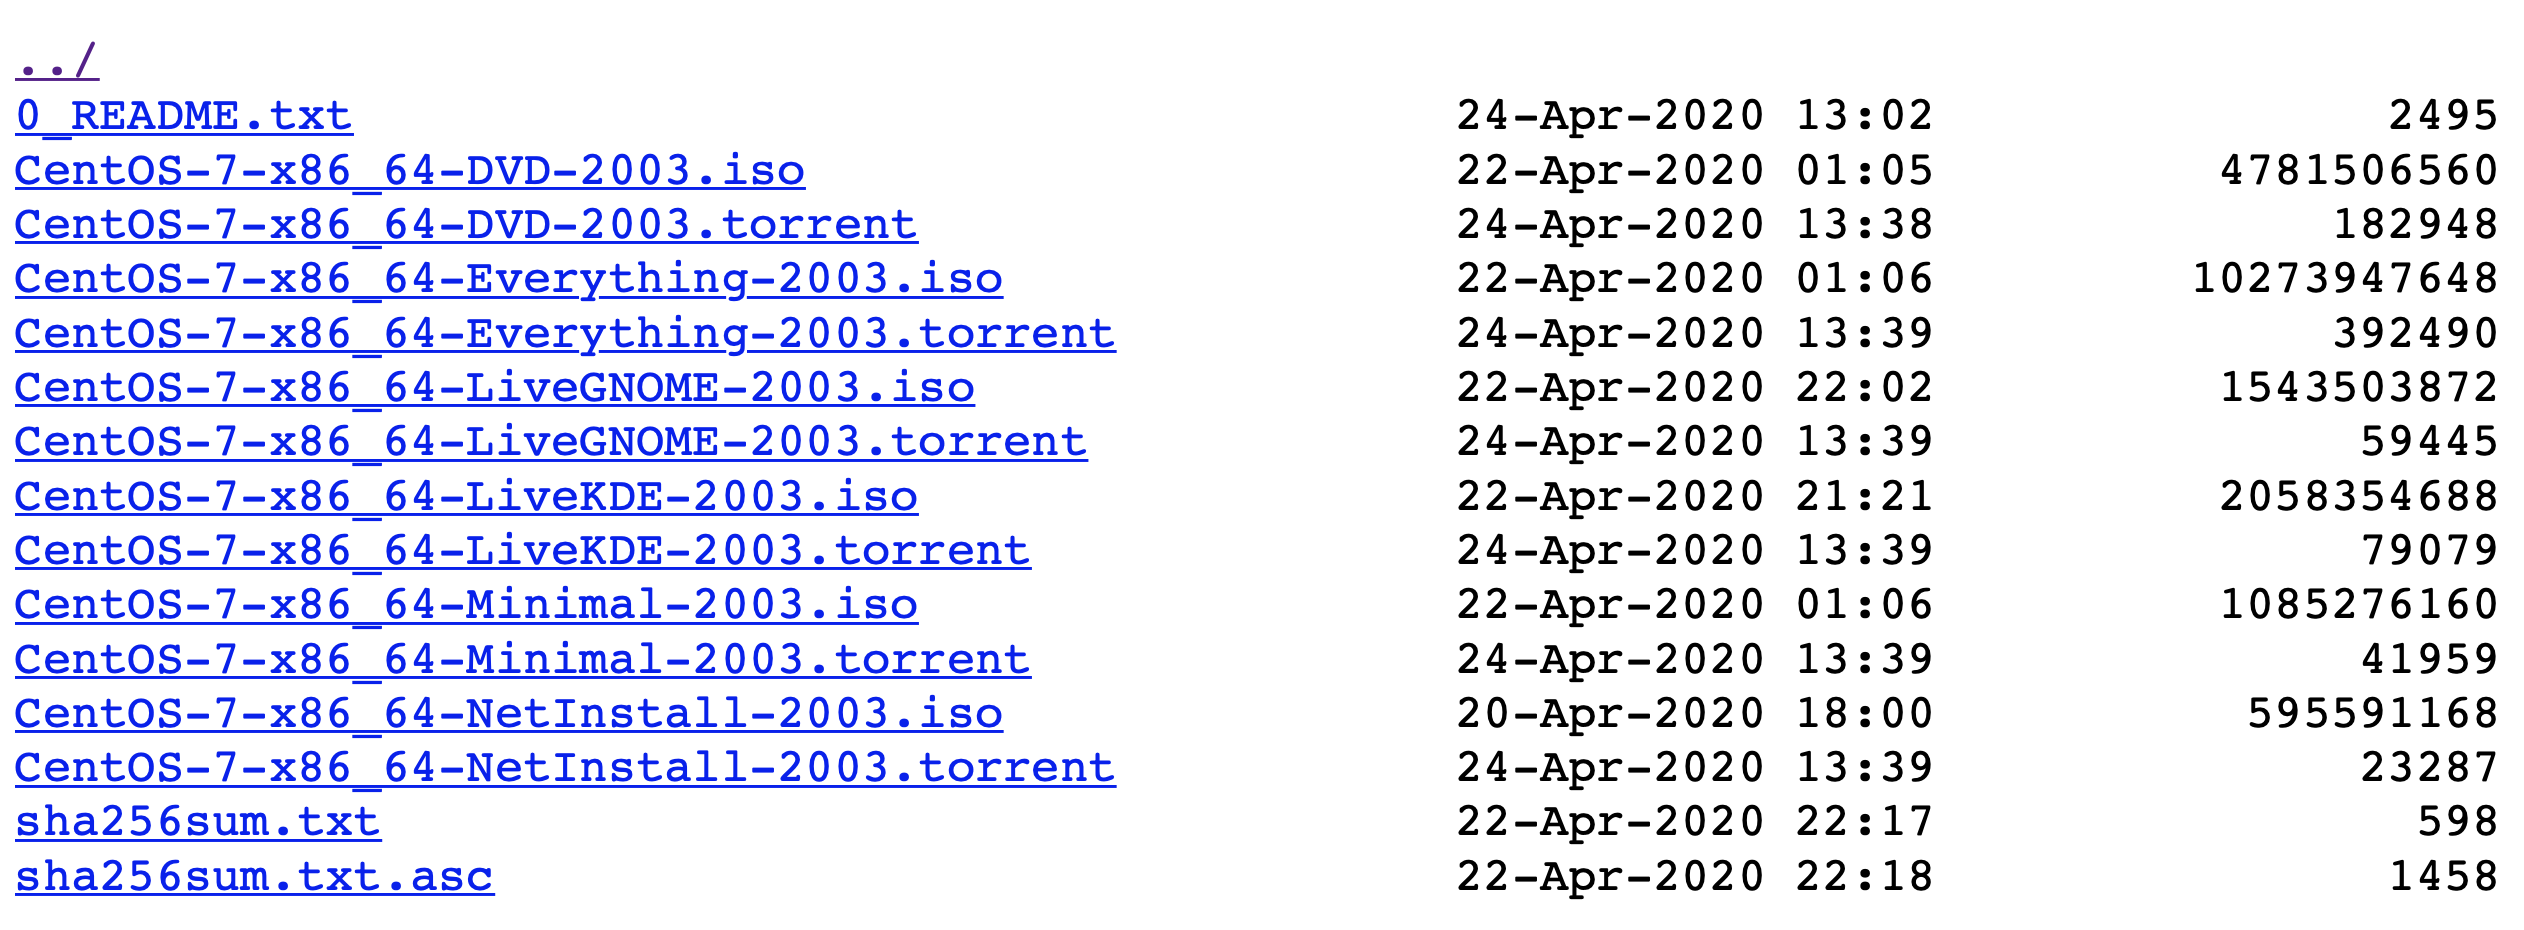 ../
0_README.txt 24-Apr-2020 13:02 2495
CentOS-7-x86_64-DVD-2003.iso 22-Apr-2020 01:05 4781506560
CentOS-7-x86_64-DVD-2003.torrent 24-Apr-2020 13:38 182948
CentOS-7-x86_64-Everything-2003.iso 22-Apr-2020 01:06 10273947648
CentOS-7-x86_64-Everything-2003.torrent 24-Apr-2020 13:39 392490
CentOS-7-x86_64-LiveGNOME-2003.iso 22-Apr-2020 22:02 1543503872
CentOS-7-x86_64-LiveGNOME-2003.torrent 24-Apr-2020 13:39 59445
CentOS-7-x86_64-LiveKDE-2003.iso 22-Apr-2020 21:21 2058354688
CentOS-7-x86_64-LiveKDE-2003.torrent 24-Apr-2020 13:39 79079
CentOS-7-x86_64-Minimal-2003.iso 22-Apr-2020 01:06 1085276160
CentOS-7-x86_64-Minimal-2003.torrent 24-Apr-2020 13:39 41959
CentOS-7-x86_64-NetInstall-2003.iso 20-Apr-2020 18:00 595591168
CentOS-7-x86_64-NetInstall-2003.torrent 24-Apr-2020 13:39 23287
sha256sum.txt 22-Apr-2020 22:17 598
sha256sum.txt.asc 22-Apr-2020 22:18 1458